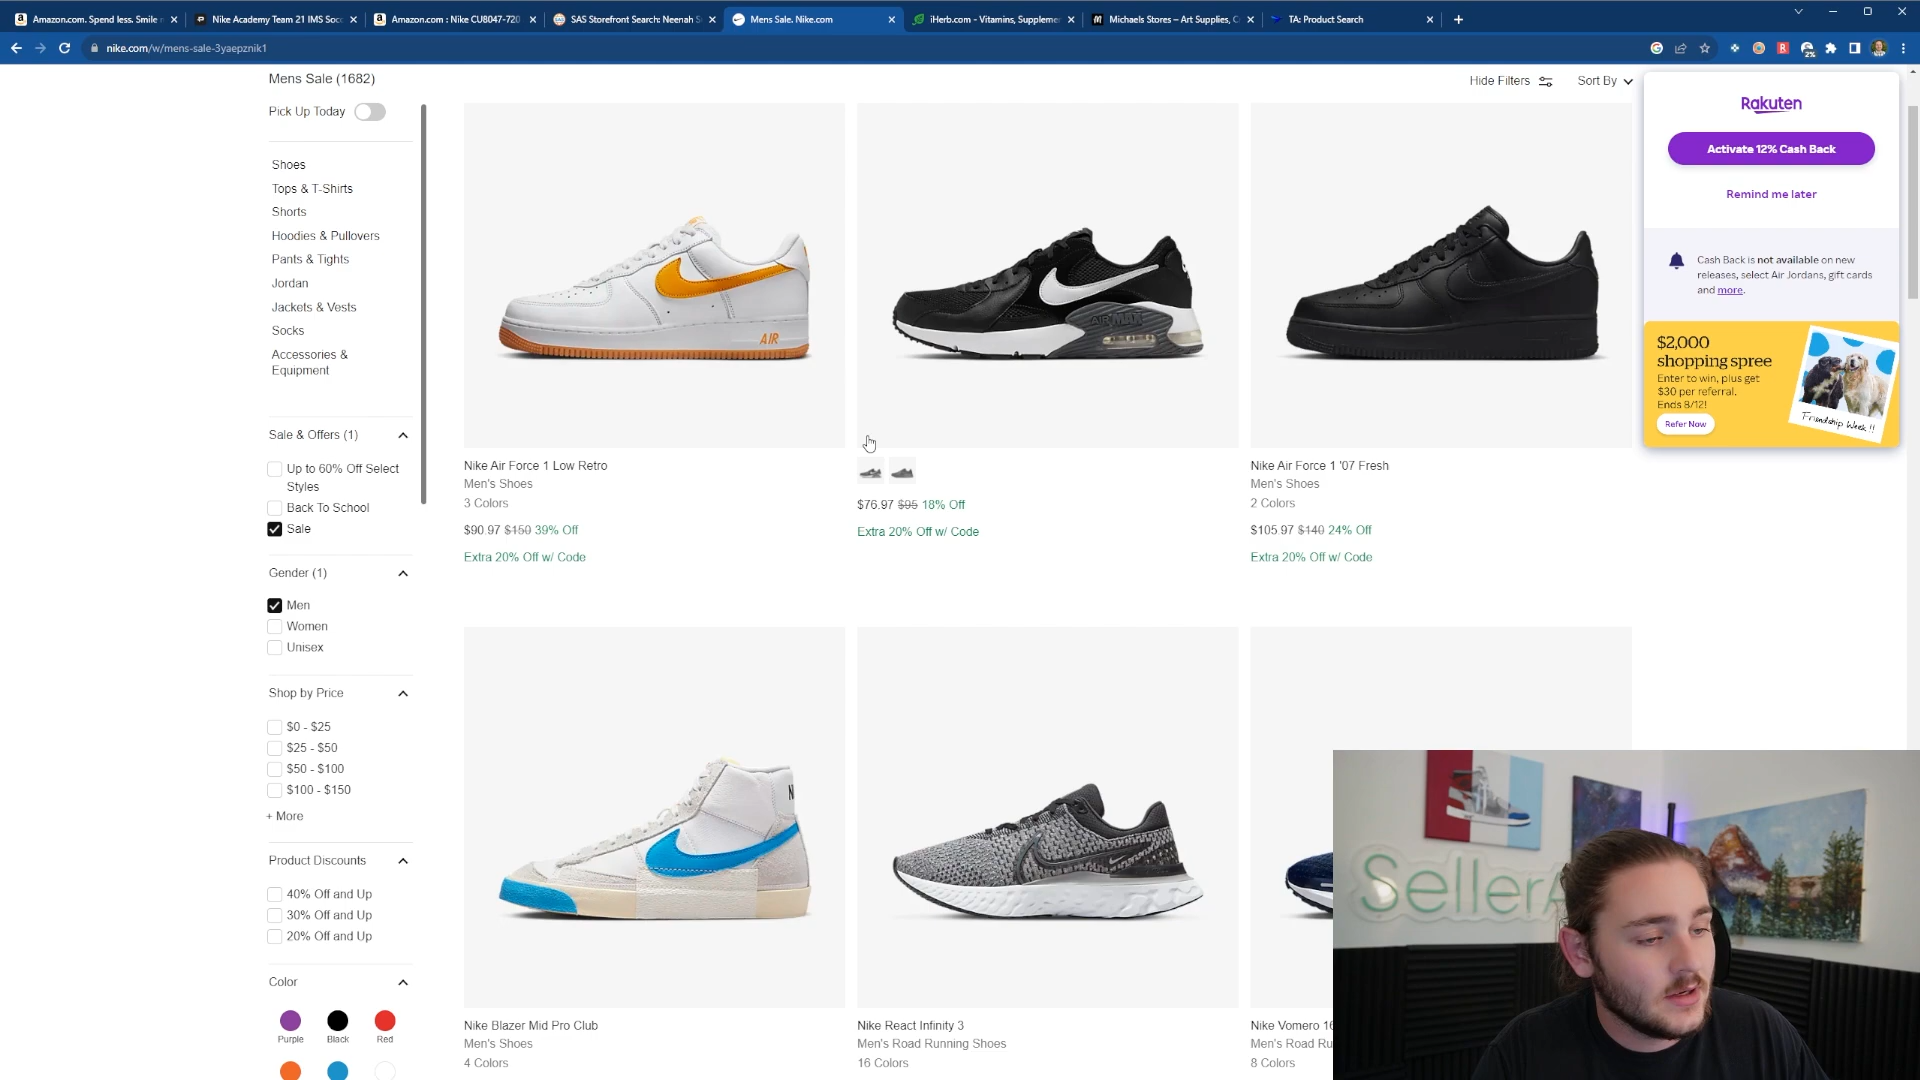 Amazon.com. Spend less. Smile
Nike Academy Team 21 IMS Socc
Amazon.com : Nike CU8047-720
SAS Storefront Search: Neenah S
Mens Sale. Nike.com
iHerb.com - Vitamins, Supplemen
Michaels Stores – Art Supplies, C
TA: Product Search
nike.com/w/mens-sale-3yaepznik1
2%
Mens Sale (1682)
Hide Filters
Sort By
Pick Up Today
Shoes
Tops & T-Shirts
Shorts
Hoodies & Pullovers
Pants & Tights
Jordan
Jackets & Vests
Socks
Accessories &
Equipment
Sale & Offers (1)
Up to 60% Off Select
Styles
Back To School
Sale
Gender (1)
Men
Women
Unisex
Shop by Price
$0 - $25
$25 - $50
$50 - $100
$100 - $150
+ More
Product Discounts
40% Off and Up
30% Off and Up
20% Off and Up
Color
Purple
Black
Red
AIR
AIR MAX
Nike Air Force 1 Low Retro
Men's Shoes
3 Colors
$90.97 $150 39% Off
Extra 20% Off w/ Code
$76.97 $95 18% Off
Extra 20% Off w/ Code
Nike Air Force 1 '07 Fresh
Men's Shoes
2 Colors
$105.97 $140 24% Off
Extra 20% Off w/ Code
Nike Blazer Mid Pro Club
Men's Shoes
4 Colors
Nike React Infinity 3
Men's Road Running Shoes
16 Colors
Nike Vomero 16
Men's Road Ru
8 Colors
Rakuten
Activate 12% Cash Back
Remind me later
Cash Back is not available on new
releases, select Air Jordans, gift cards
and more.
$2,000
shopping spree
Enter to win, plus get
$30 per referral.
Ends 8/12!
Refer Now
Friendship Week !!
SellerA